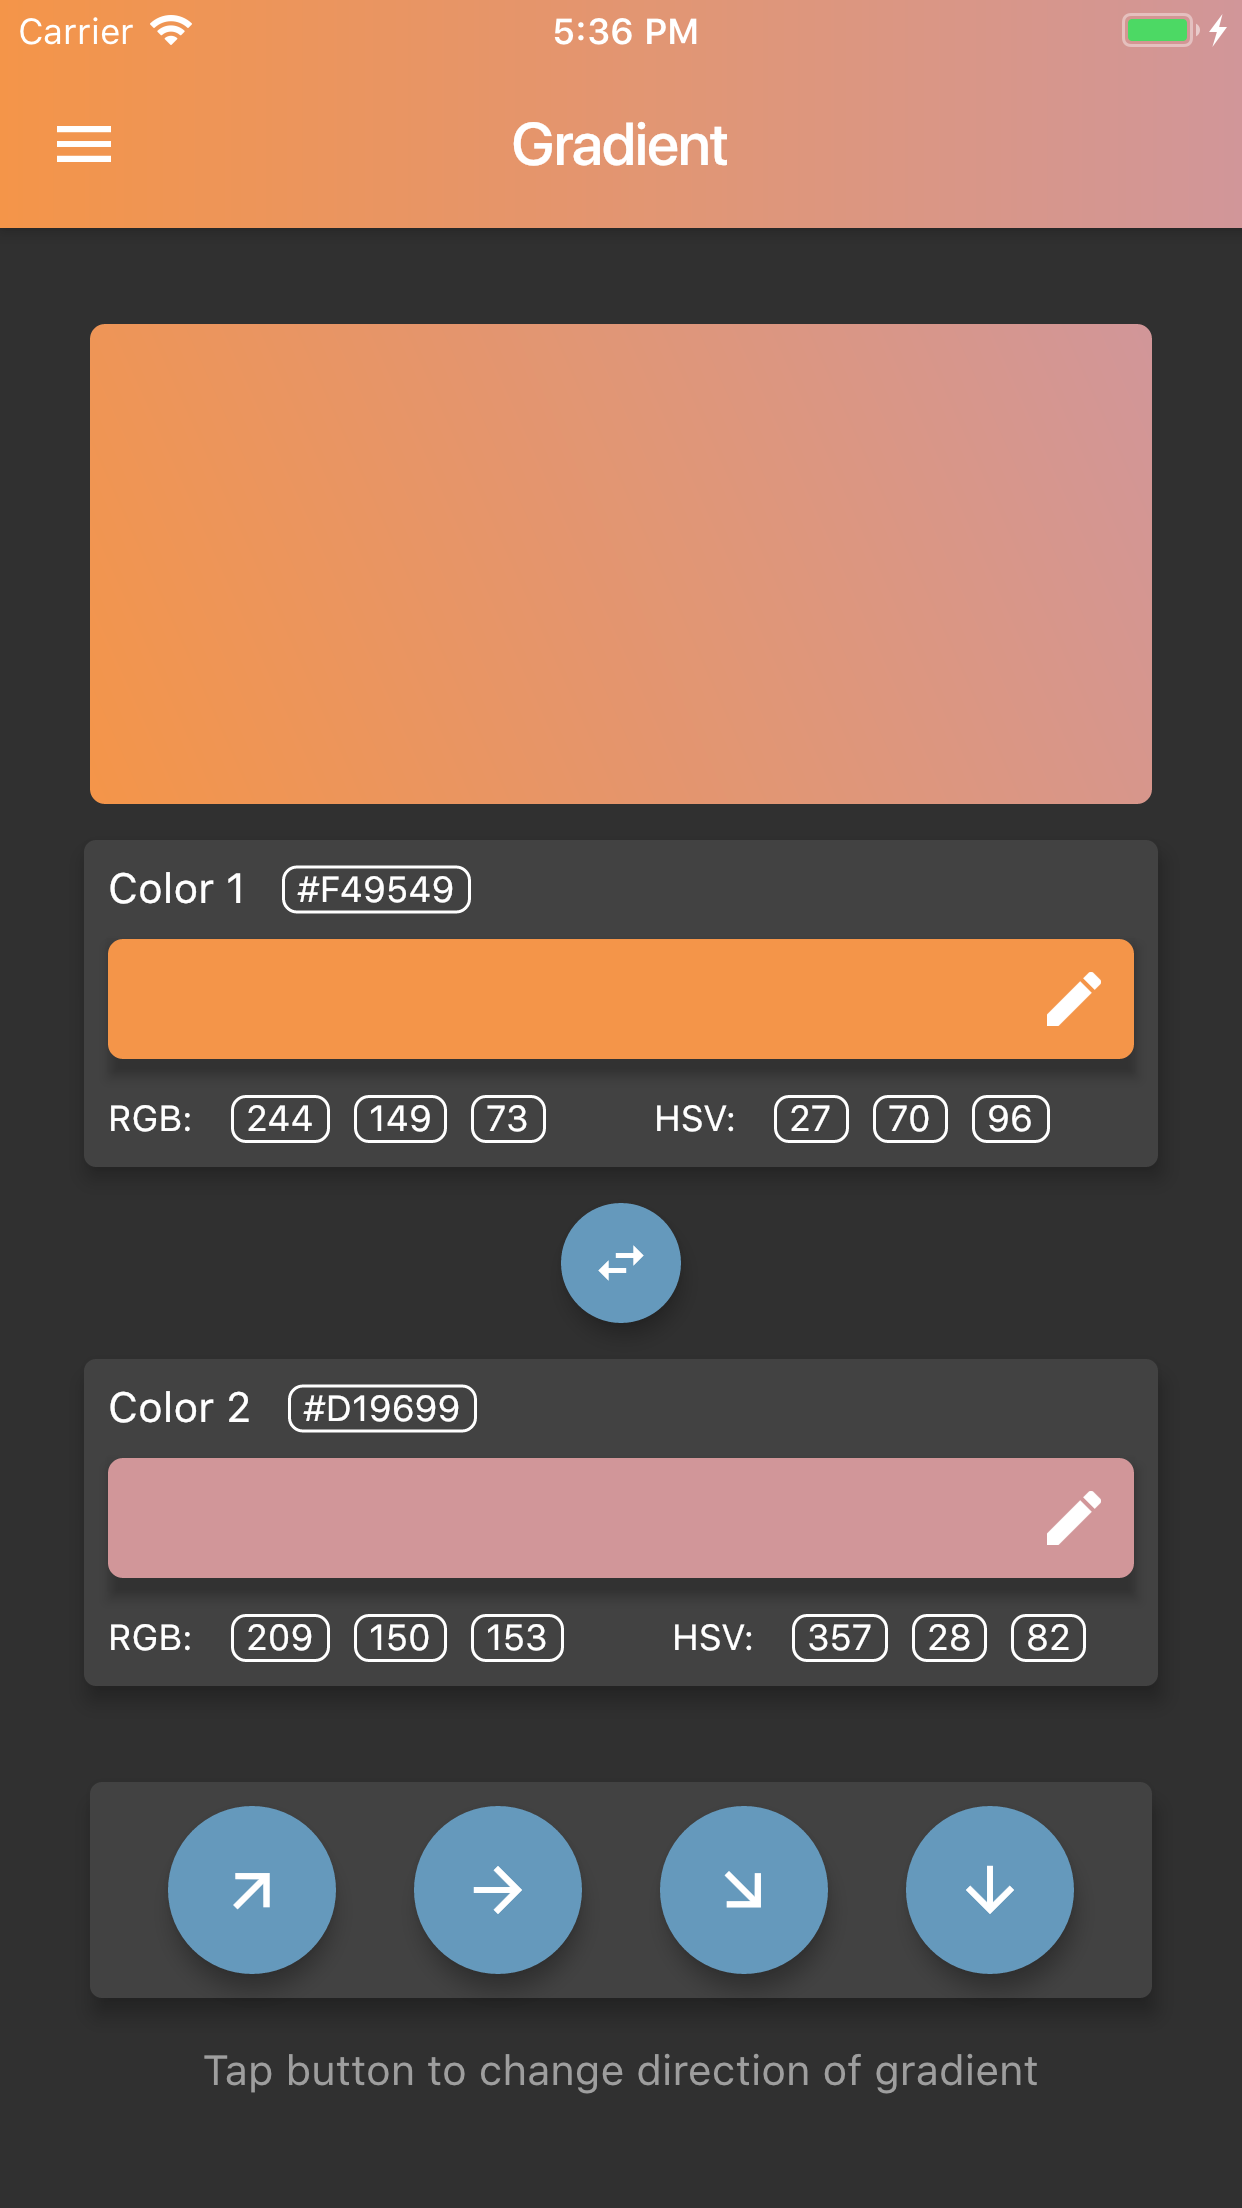 Carrier 5:36 PM
Gradient
Color 1 #F49549
RGB: 244 149 73 HSV: 27 70 96
Color 2 #D19699
RGB: 209 150 153 HSV: 357 28 82
Tap button to change direction of gradient